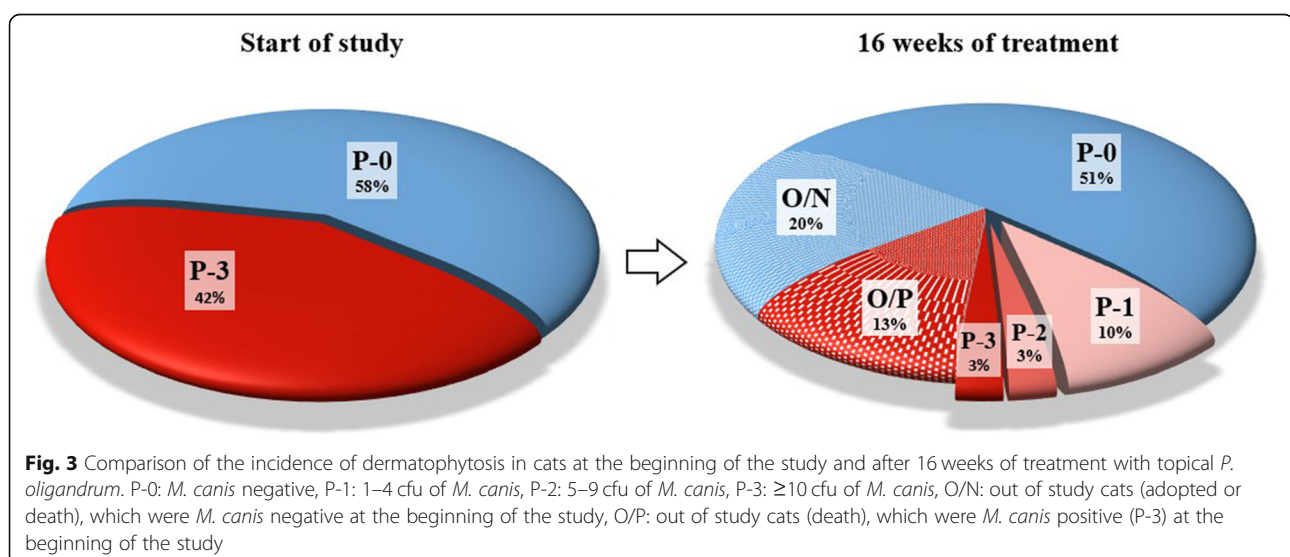 Start of study
16 weeks of treatment
P-0
58%
P-3
42%
P-0
51%
O/N
20%
O/P
13%
P-3
3%
P-2
3%
P-1
10%
Fig. 3 Comparison of the incidence of dermatophytosis in cats at the beginning of the study and after 16 weeks of treatment with topical P.
oligandrum. P-0: M. canis negative, P-1: 1–4 cfu of M. canis, P-2: 5–9 cfu of M. canis, P-3: ≥10 cfu of M. canis, O/N: out of study cats (adopted or
death), which were M. canis negative at the beginning of the study, O/P: out of study cats (death), which were M. canis positive (P-3) at the
beginning of the study